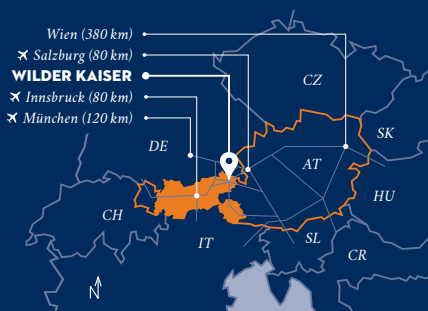 Wien (380 km)
Salzburg (80 km)
WILDER KAISER
Innsbruck (80 km)
München (120 km)
CZ
SK
DE
AT
HU
CH
IT
SL
CR
N